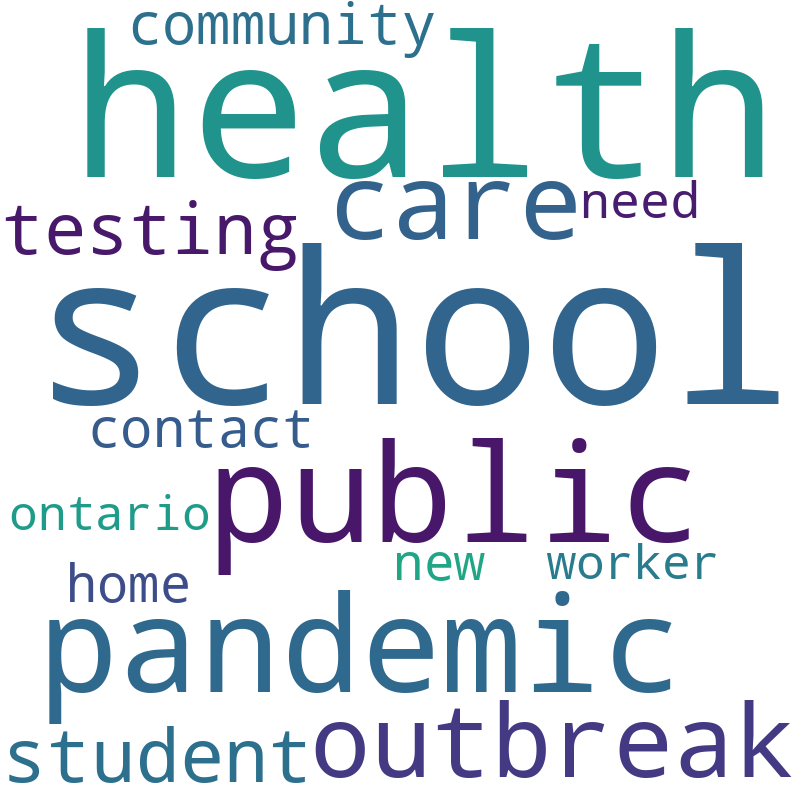 community
health
care
need
testing
school
contact
public
ontario
new
worker
home
pandemic
student
outbreak